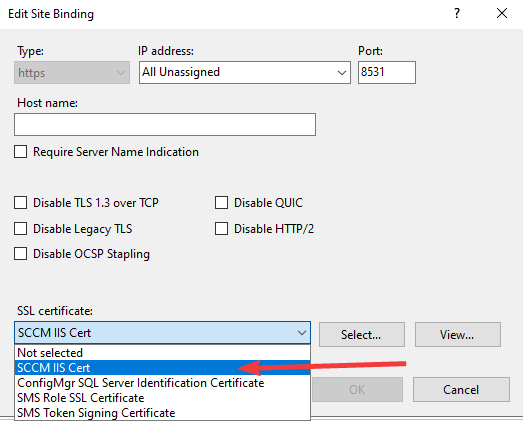 Edit Site Binding
? ×
Type: IP address: Port:
https All Unassigned 8531
Host name:
Require Server Name Indication
Disable TLS 1.3 over TCP Disable QUIC
Disable Legacy TLS Disable HTTP/2
Disable OCSP Stapling
SSL certificate:
SCCM IIS Cert Select... View...
Not selected
SCCM IIS Cert
ConfigMgr SQL Server Identification Certificate
SMS Role SSL Certificate OK Cancel
SMS Token Signing Certificate